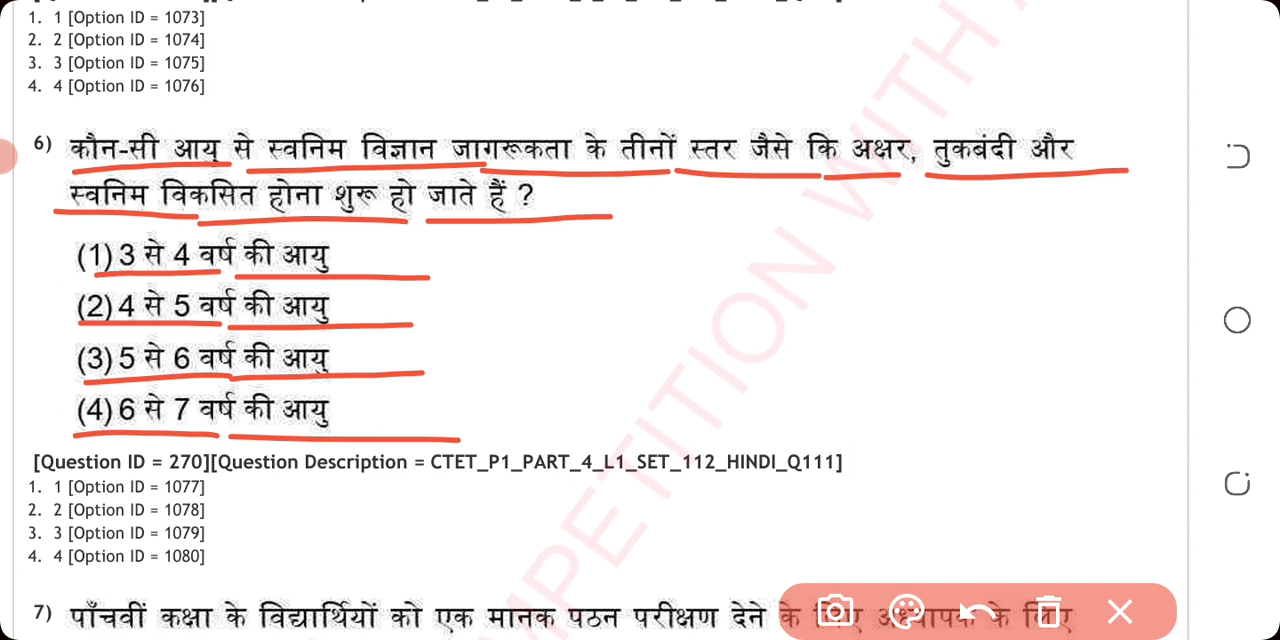 1. 1 [Option ID = 1073]
2. 2 [Option ID = 1074]
3. 3 [Option ID = 1075]
4. 4 [Option ID = 1076]
6) कौन-सी आयु से स्वनिम विज्ञान जागरूकता के तीनों स्तर जैसे कि अक्षर, तुकबंदी और
स्वनिम विकसित होना शुरू हो जाते हैं ?
(1) 3 से 4 वर्ष की आयु
(2) 4 से 5 वर्ष की आयु
(3) 5 से 6 वर्ष की आयु
(4) 6 से 7 वर्ष की आयु
[Question ID = 270][Question Description = CTET_P1_PART_4_L1_SET_112_HINDI_Q111]
1. 1 [Option ID = 1077]
2. 2 [Option ID = 1078]
3. 3 [Option ID = 1079]
4. 4 [Option ID = 1080]
7) पाँचवीं कक्षा के विद्यार्थियों को एक मानक पठन परीक्षण देने के लिए अध्यापक के लिए
MPETITION WITH